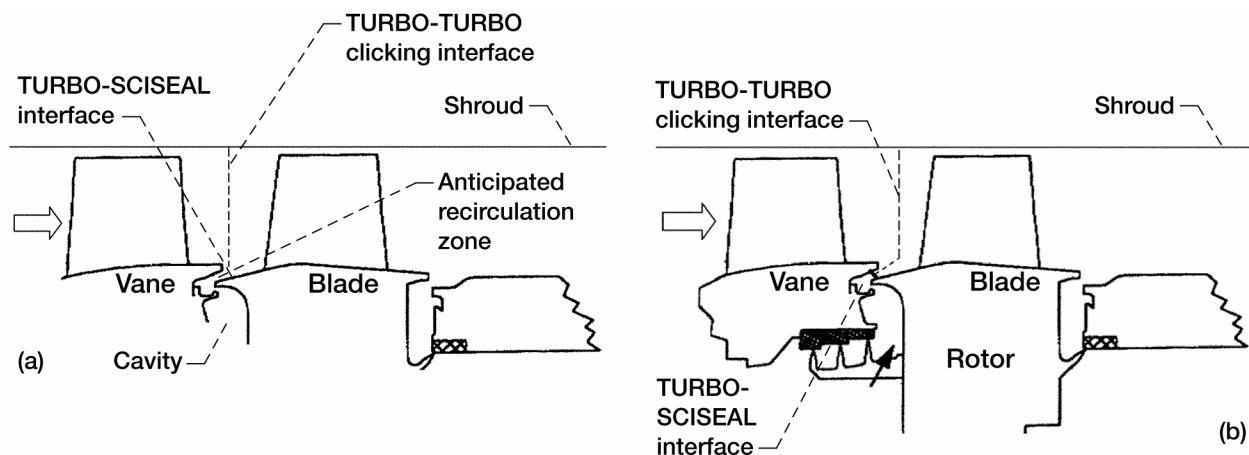 TURBO-TURBO
clicking interface
TURBO-SCISEAL
interface
Shroud
Anticipated
recirculation
zone
Vane
Blade
Cavity
(a)
TURBO-TURBO
clicking interface
Shroud
Vane
Blade
Rotor
TURBO-
SCISEAL
interface
(b)